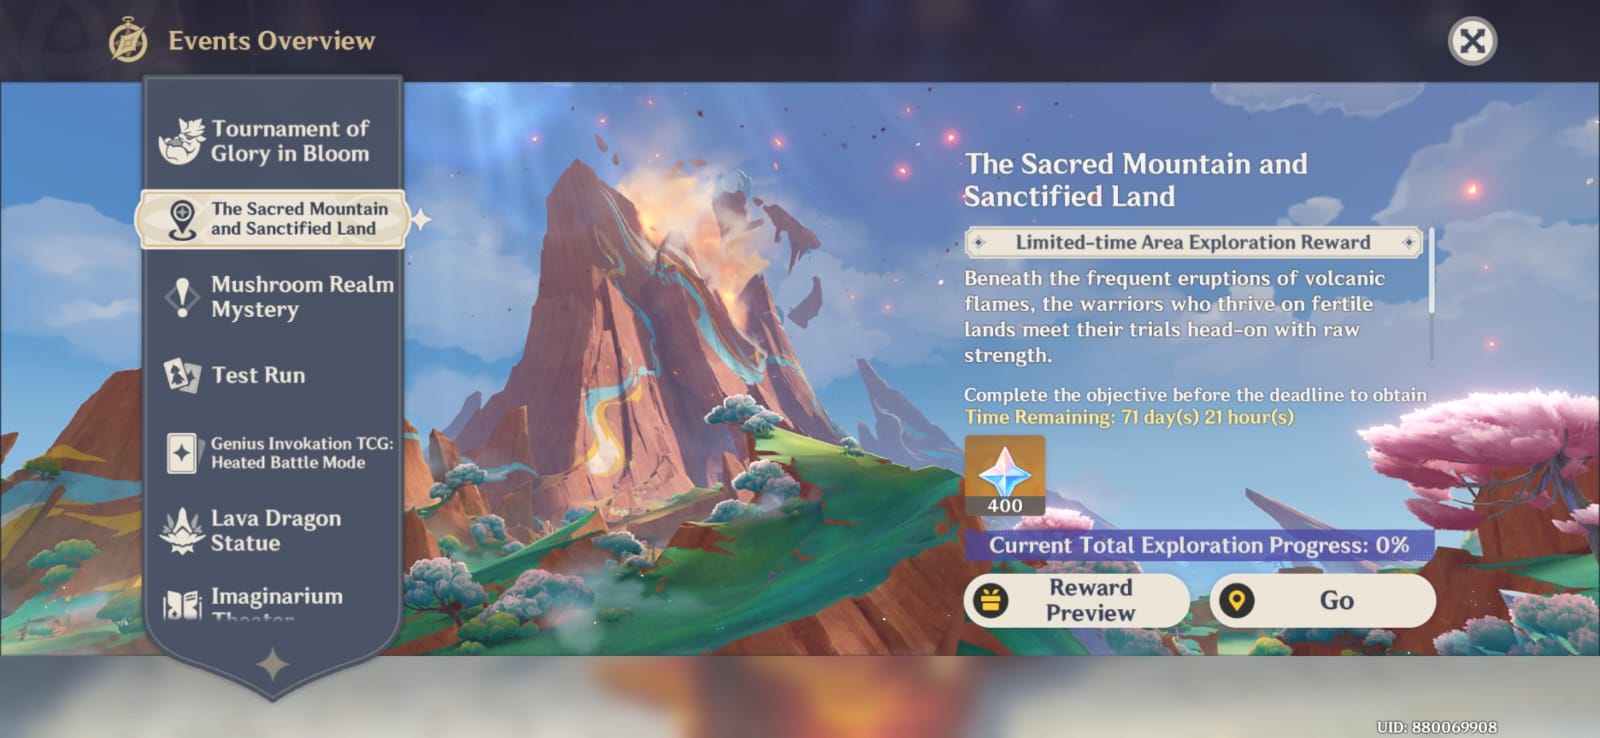 Events Overview
Tournament of
Glory in Bloom
The Sacred Mountain
and Sanctified Land
Mushroom Realm
Mystery
Test Run
Genius Invokation TCG:
Heated Battle Mode
Lava Dragon
Statue
Imaginarium
Theater
The Sacred Mountain and
Sanctified Land
Limited-time Area Exploration Reward
Beneath the frequent eruptions of volcanic
flames, the warriors who thrive on fertile
lands meet their trials head-on with raw
strength.
Complete the objective before the deadline to obtain
Time Remaining: 71 day(s) 21 hour(s)
400
Current Total Exploration Progress: 0%
Reward
Preview
Go
UID: 880069908